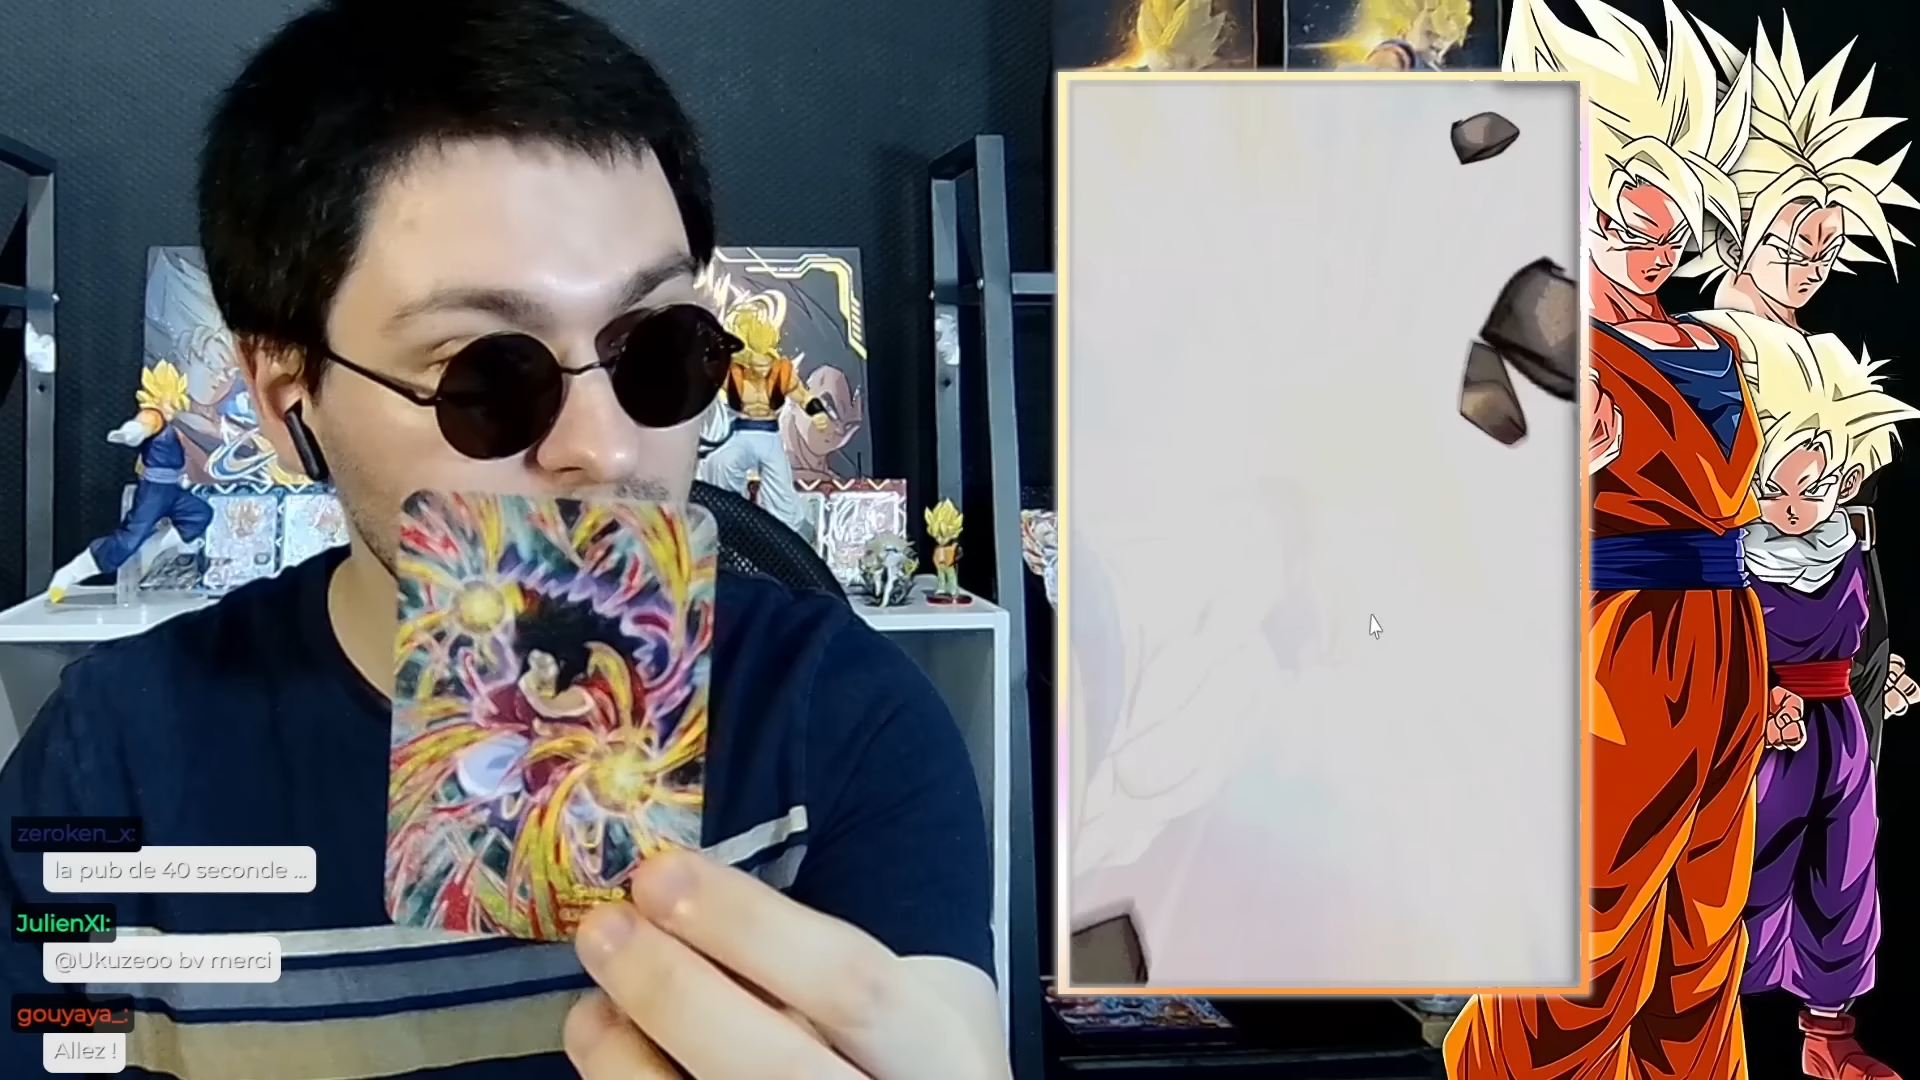 zeroken_x:
la pub de 40 seconde ...
JulienXI:
@Ukuzeoo bv merci
gouyaya_:
Allez !